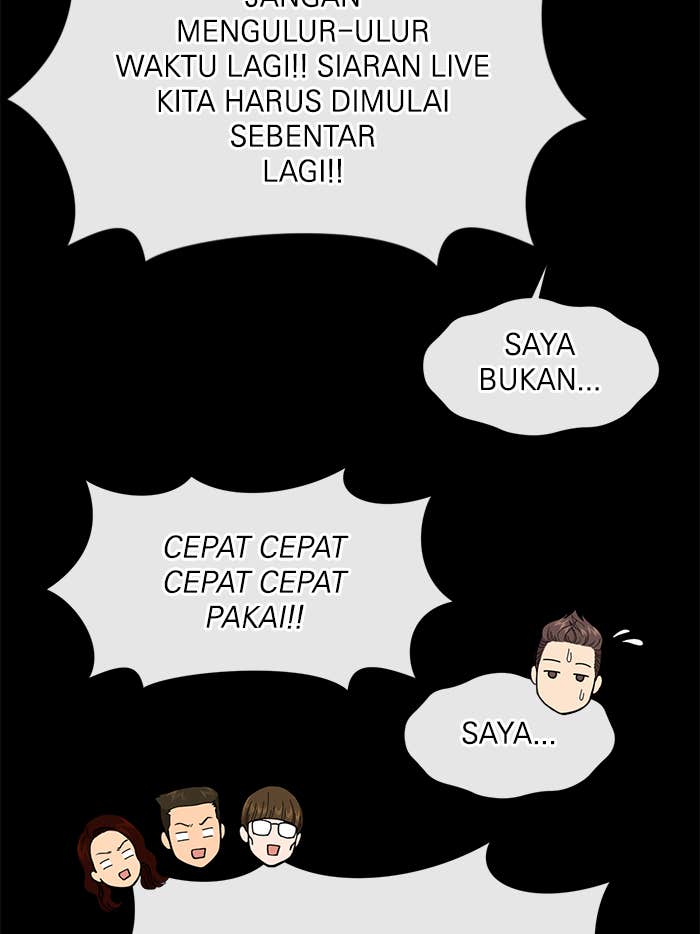 JANGAN
MENGULUR-ULUR
WAKTU LAGI!! SIARAN LIVE
KITA HARUS DIMULAI
SEBENTAR
LAGI!!
SAYA
BUKAN...
CEPAT CEPAT
CEPAT CEPAT
PAKAI!!
SAYA...